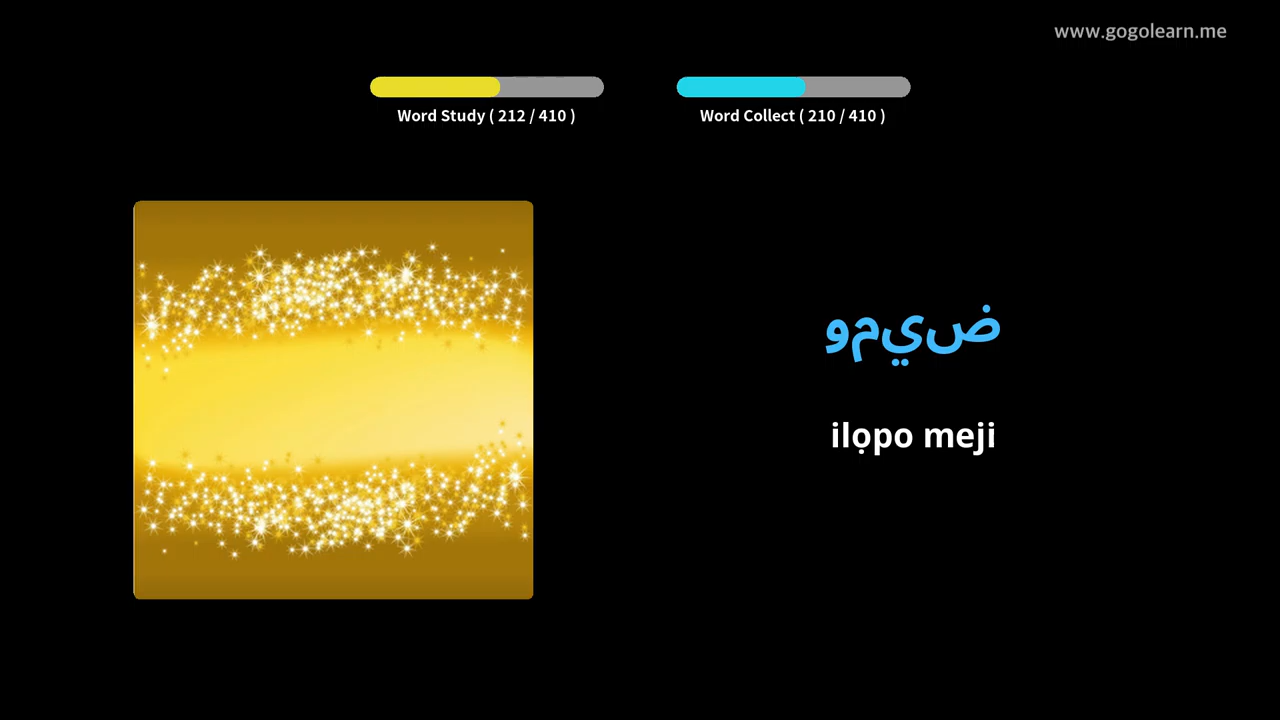 www.gogolearn.me
Word Study ( 212 / 410 )
Word Collect ( 210 / 410 )
ضيمو
ilọpo meji